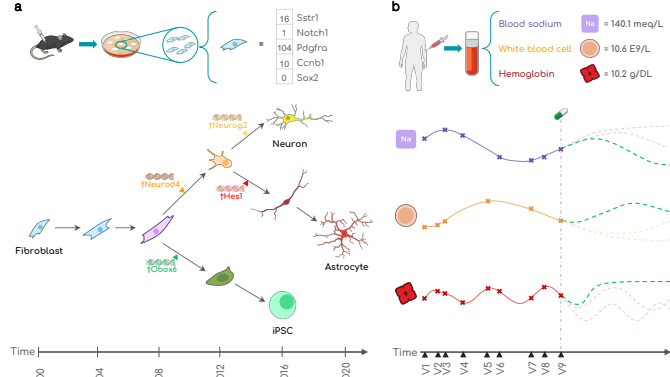 a
16 Sstr1
1 Notch1
104 Pdgfra
10 Ccnb1
0 Sox2
=
↑Neurog2
Neuron
↑Neurod4
↑Hes1
Fibroblast
↑Obox6
Astrocyte
iPSC
Time
b
Blood sodium
White blood cell
Hemoglobin
Na = 140.1 meq/L
= 10.6 E9/L
= 10.2 g/DL
Na
Time
V1 V2 V3 V4 V5 V6 V7 V8 V9